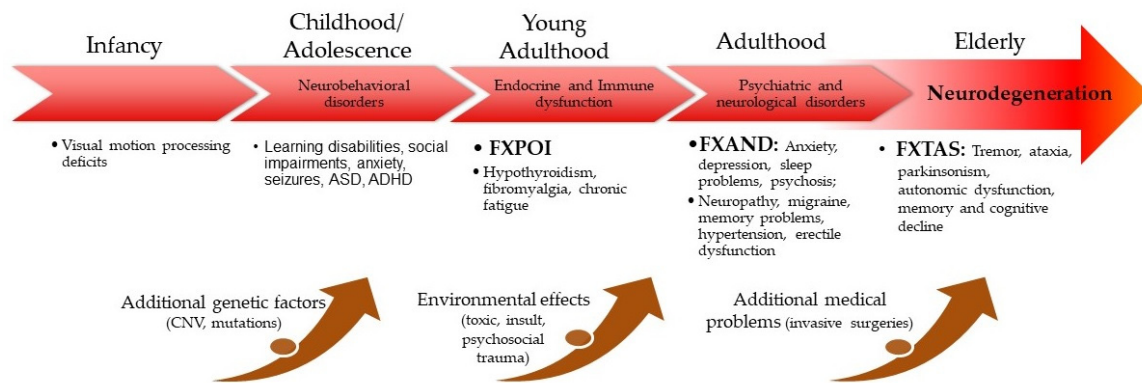 Infancy
Childhood/
Adolescence
Young
Adulthood
Adulthood
Elderly
Neurobehavioral
disorders
Endocrine and Immune
dysfunction
Psychiatric and
neurological disorders
Neurodegeneration
• Visual motion processing
deficits
• Learning disabilities, social
impairments, anxiety,
seizures, ASD, ADHD
• FXPOI
• Hypothyroidism,
fibromyalgia, chronic
fatigue
•FXAND: Anxiety,
depression, sleep
problems, psychosis;
• Neuropathy, migraine,
memory problems,
hypertension, erectile
dysfunction
• FXTAS: Tremor, ataxia,
parkinsonism,
autonomic dysfunction,
memory and cognitive
decline
Additional genetic factors
(CNV, mutations)
Environmental effects
(toxic, insult,
psychosocial
trauma)
Additional medical
problems (invasive surgeries)